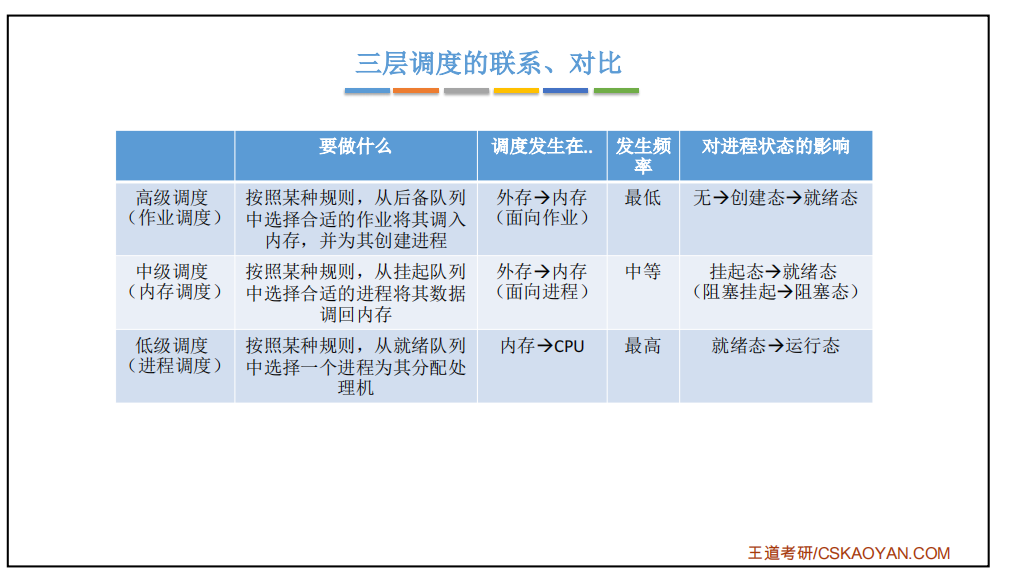 三层调度的联系、对比
要做什么
调度发生在..
发生频
率
对进程状态的影响
高级调度
（作业调度）
按照某种规则，从后备队列
中选择合适的作业将其调入
内存，并为其创建进程
外存→内存
（面向作业）
最低
无→创建态→就绪态
中级调度
（内存调度）
按照某种规则，从挂起队列
中选择合适的进程将其数据
调回内存
外存→内存
（面向进程）
中等
挂起态→就绪态
（阻塞挂起→阻塞态）
低级调度
（进程调度）
按照某种规则，从就绪队列
中选择一个进程为其分配处
理机
内存→CPU
最高
就绪态→运行态
王道考研/CSKAOYAN.COM